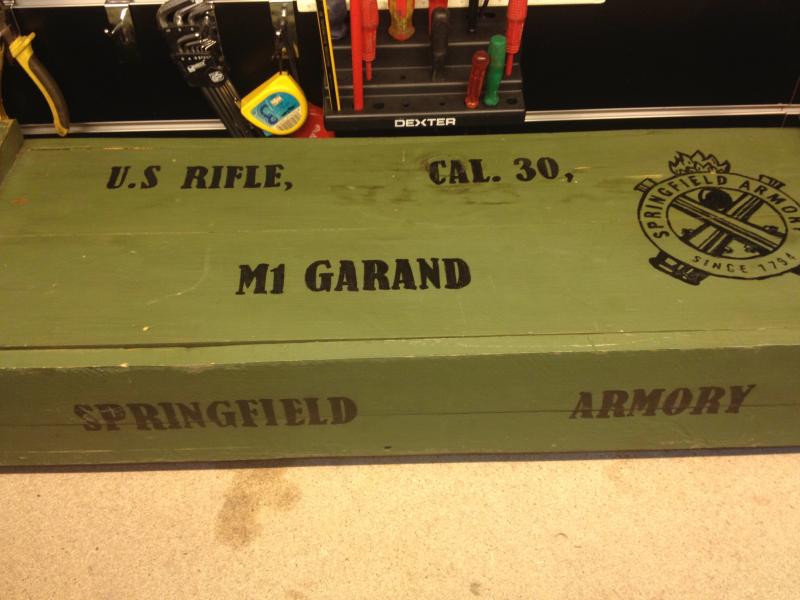 DEXTER
U.S RIFLE, CAL. 30,
M1 GARAND
SPRINGFIELD ARMORY
SINCE 1794
SPRINGFIELD ARMORY